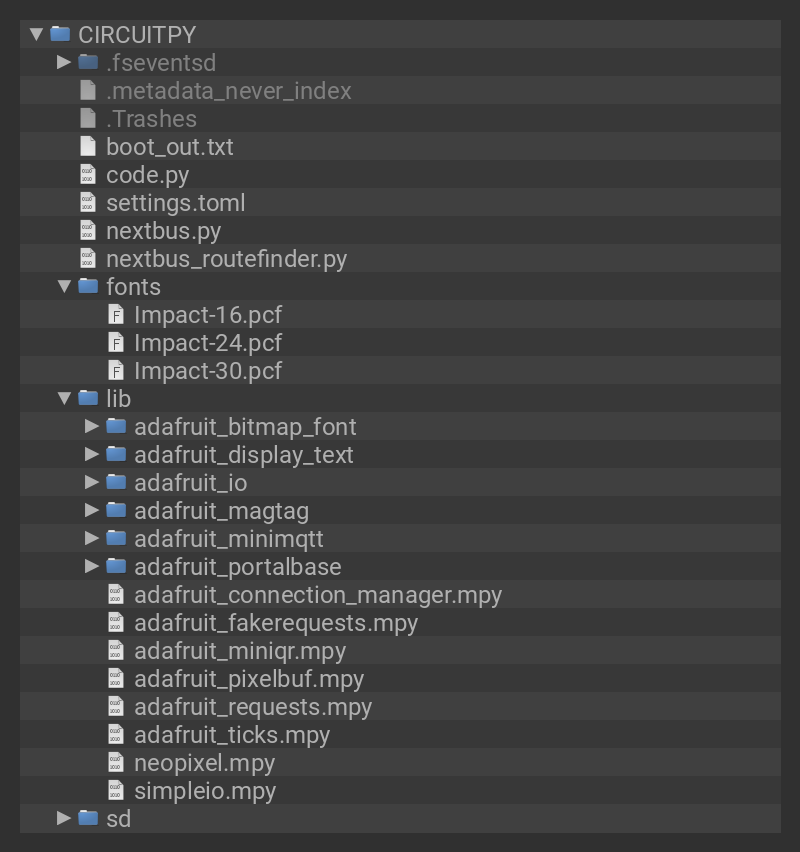 CIRCUITPY
.fseventsd
.metadata_never_index
.Trashes
boot_out.txt
code.py
settings.toml
nextbus.py
nextbus_routefinder.py
fonts
Impact-16.pcf
Impact-24.pcf
Impact-30.pcf
lib
adafruit_bitmap_font
adafruit_display_text
adafruit_io
adafruit_magtag
adafruit_minimqtt
adafruit_portalbase
adafruit_connection_manager.mpy
adafruit_fakerequests.mpy
adafruit_miniqr.mpy
adafruit_pixelbuf.mpy
adafruit_requests.mpy
adafruit_ticks.mpy
neopixel.mpy
simpleio.mpy
sd